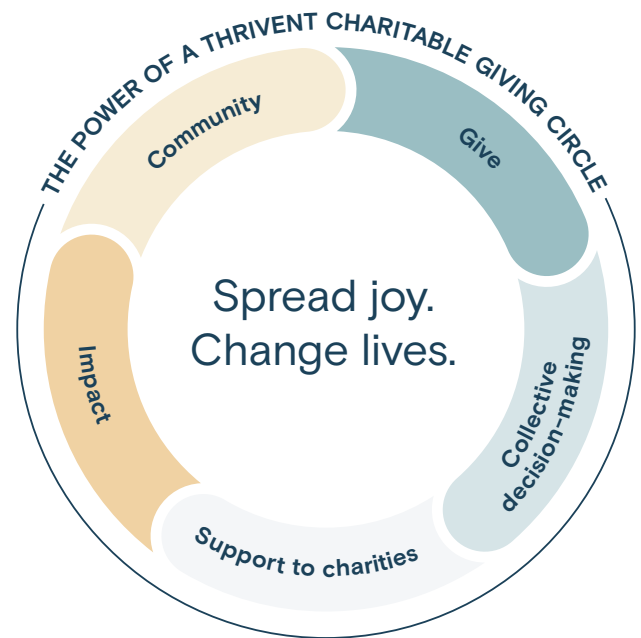 THE POWER OF A THRIVENT CHARITABLE GIVING CIRCLE
Community
Give
Spread joy.
Change lives.
Impact
Collective
decision-making
Support to charities